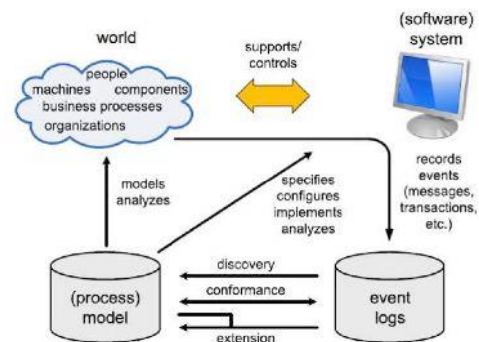 world
people
machines components
business processes
organizations
supports/
controls
(software)
system
models
analyzes
specifies
configures
implements
analyzes
records
events
(messages,
transactions,
etc.)
(process)
model
discovery
conformance
extension
event
logs